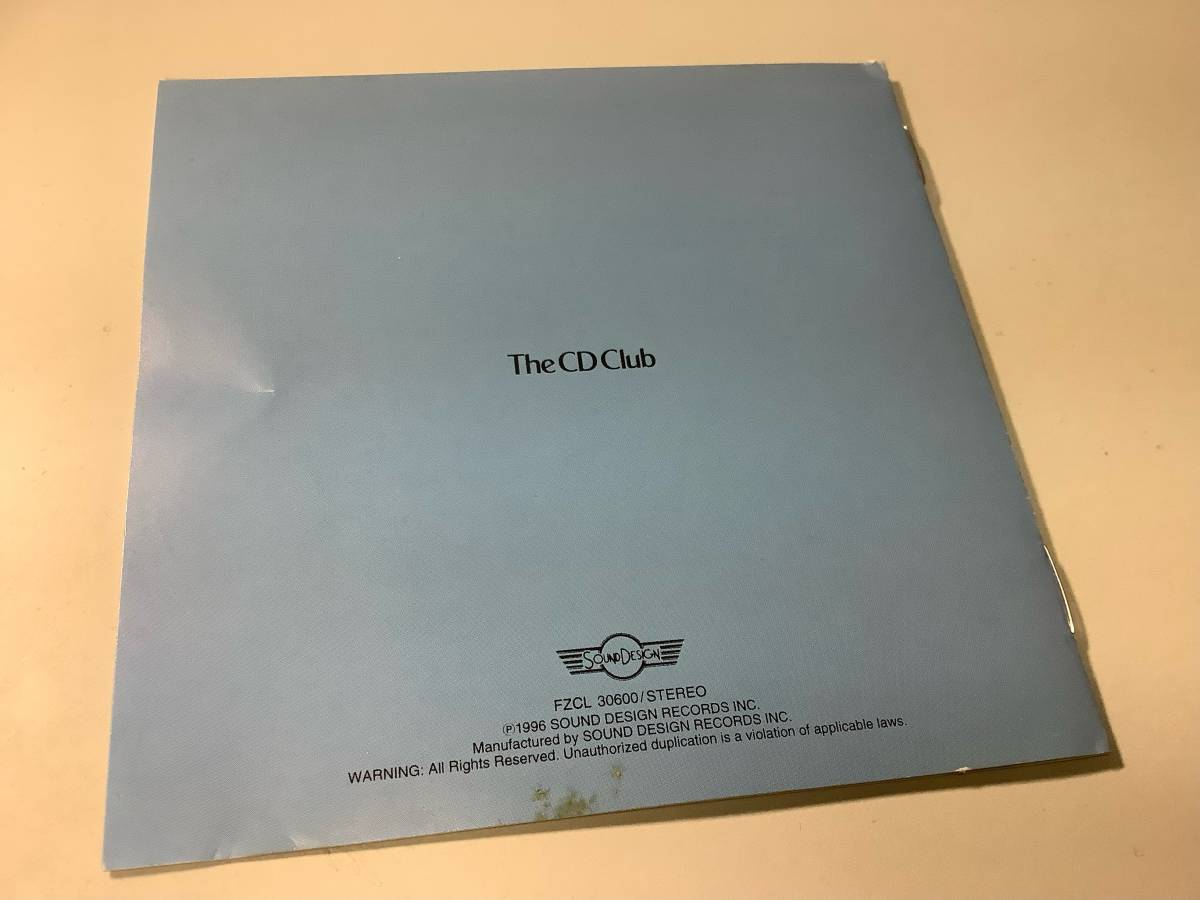 The CD Club
SOUND DESIGN
FZCL 30600/STEREO
℗1996 SOUND DESIGN RECORDS INC.
Manufactured by SOUND DESIGN RECORDS INC.
WARNING: All Rights Reserved. Unauthorized duplication is a violation of applicable laws.